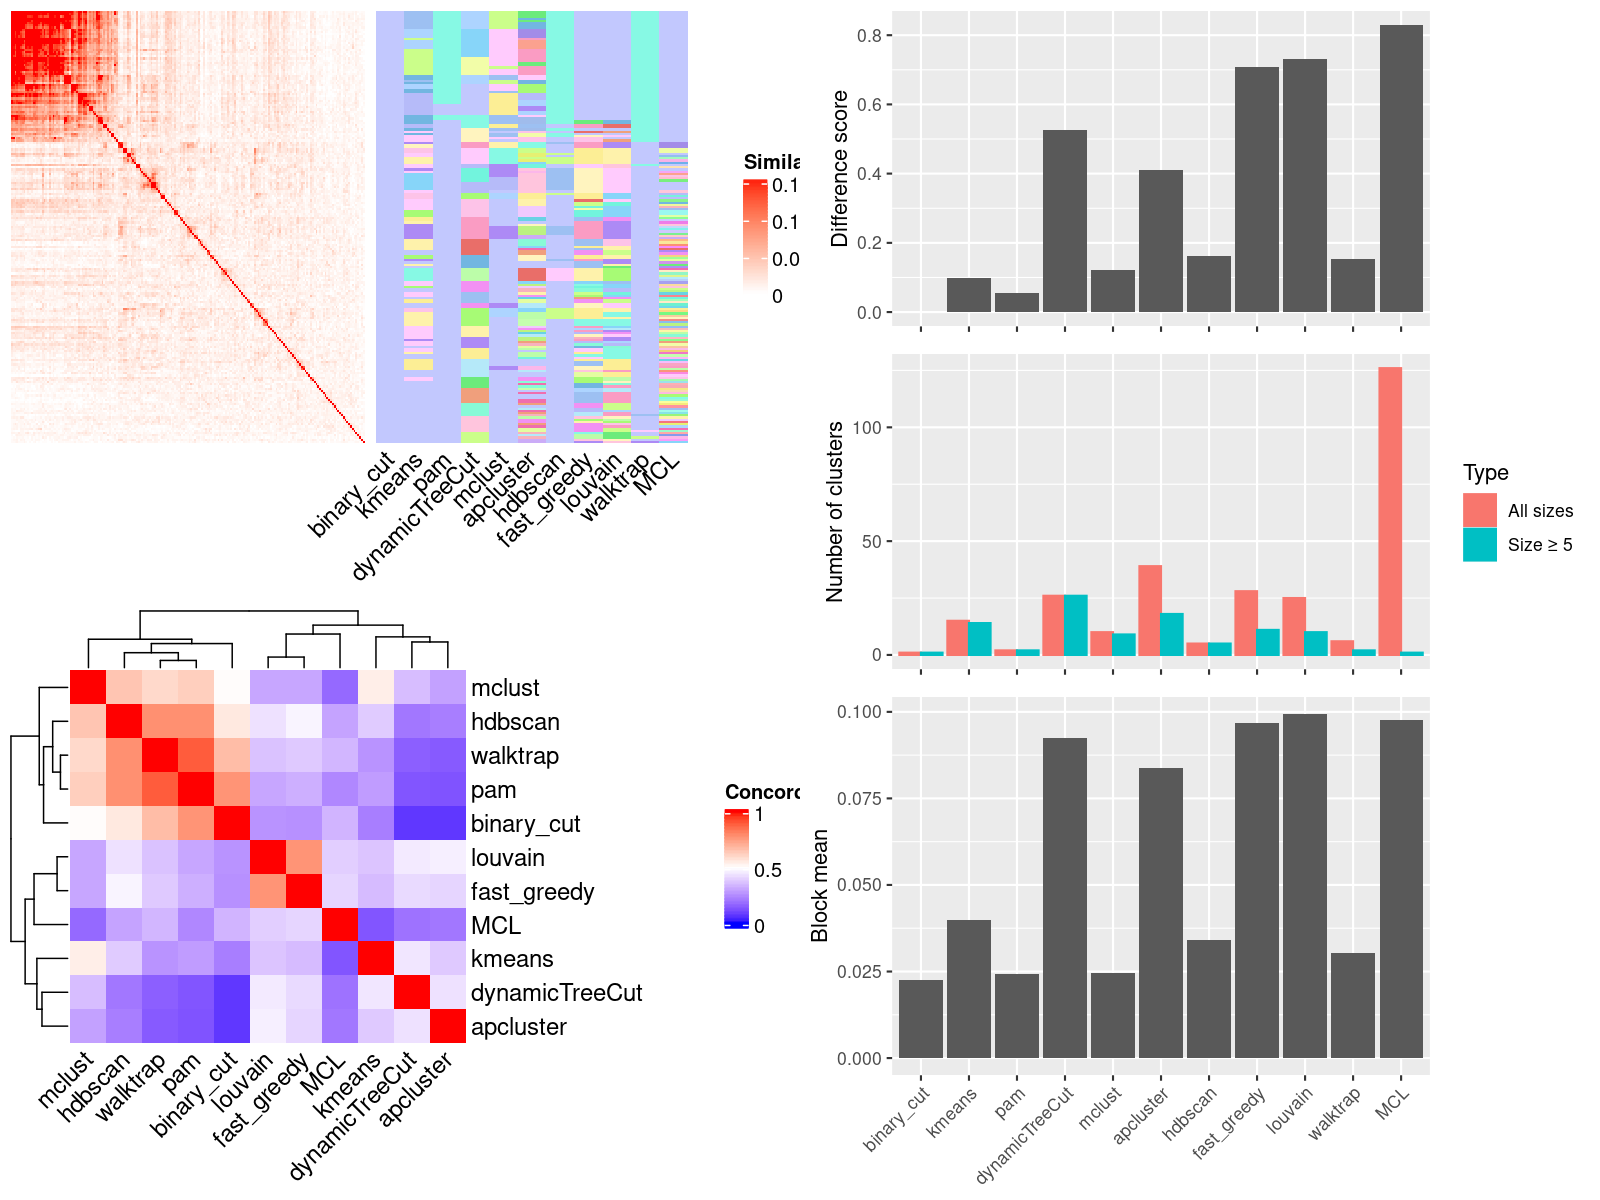 Simila
0.1
0.1
0.0
0
binary_cut
kmeans
pam
dynamicTreeCut
mclust
apcluster
hdbscan
fast_greedy
louvain
walktrap
MCL
mclust
hdbscan
walktrap
pam
binary_cut
louvain
fast_greedy
MCL
kmeans
dynamicTreeCut
apcluster
mclust
hdbscan
walktrap
pam
binary_cut
louvain
fast_greedy
MCL
kmeans
dynamicTreeCut
apcluster
Concord
1
0.5
0
Difference score
0.8
0.6
0.4
0.2
0.0
Number of clusters
100
50
0
Type
All sizes
Size ≥ 5
Block mean
0.100
0.075
0.050
0.025
0.000
binary_cut
kmeans
pam
dynamicTreeCut
mclust
apcluster
hdbscan
fast_greedy
louvain
walktrap
MCL